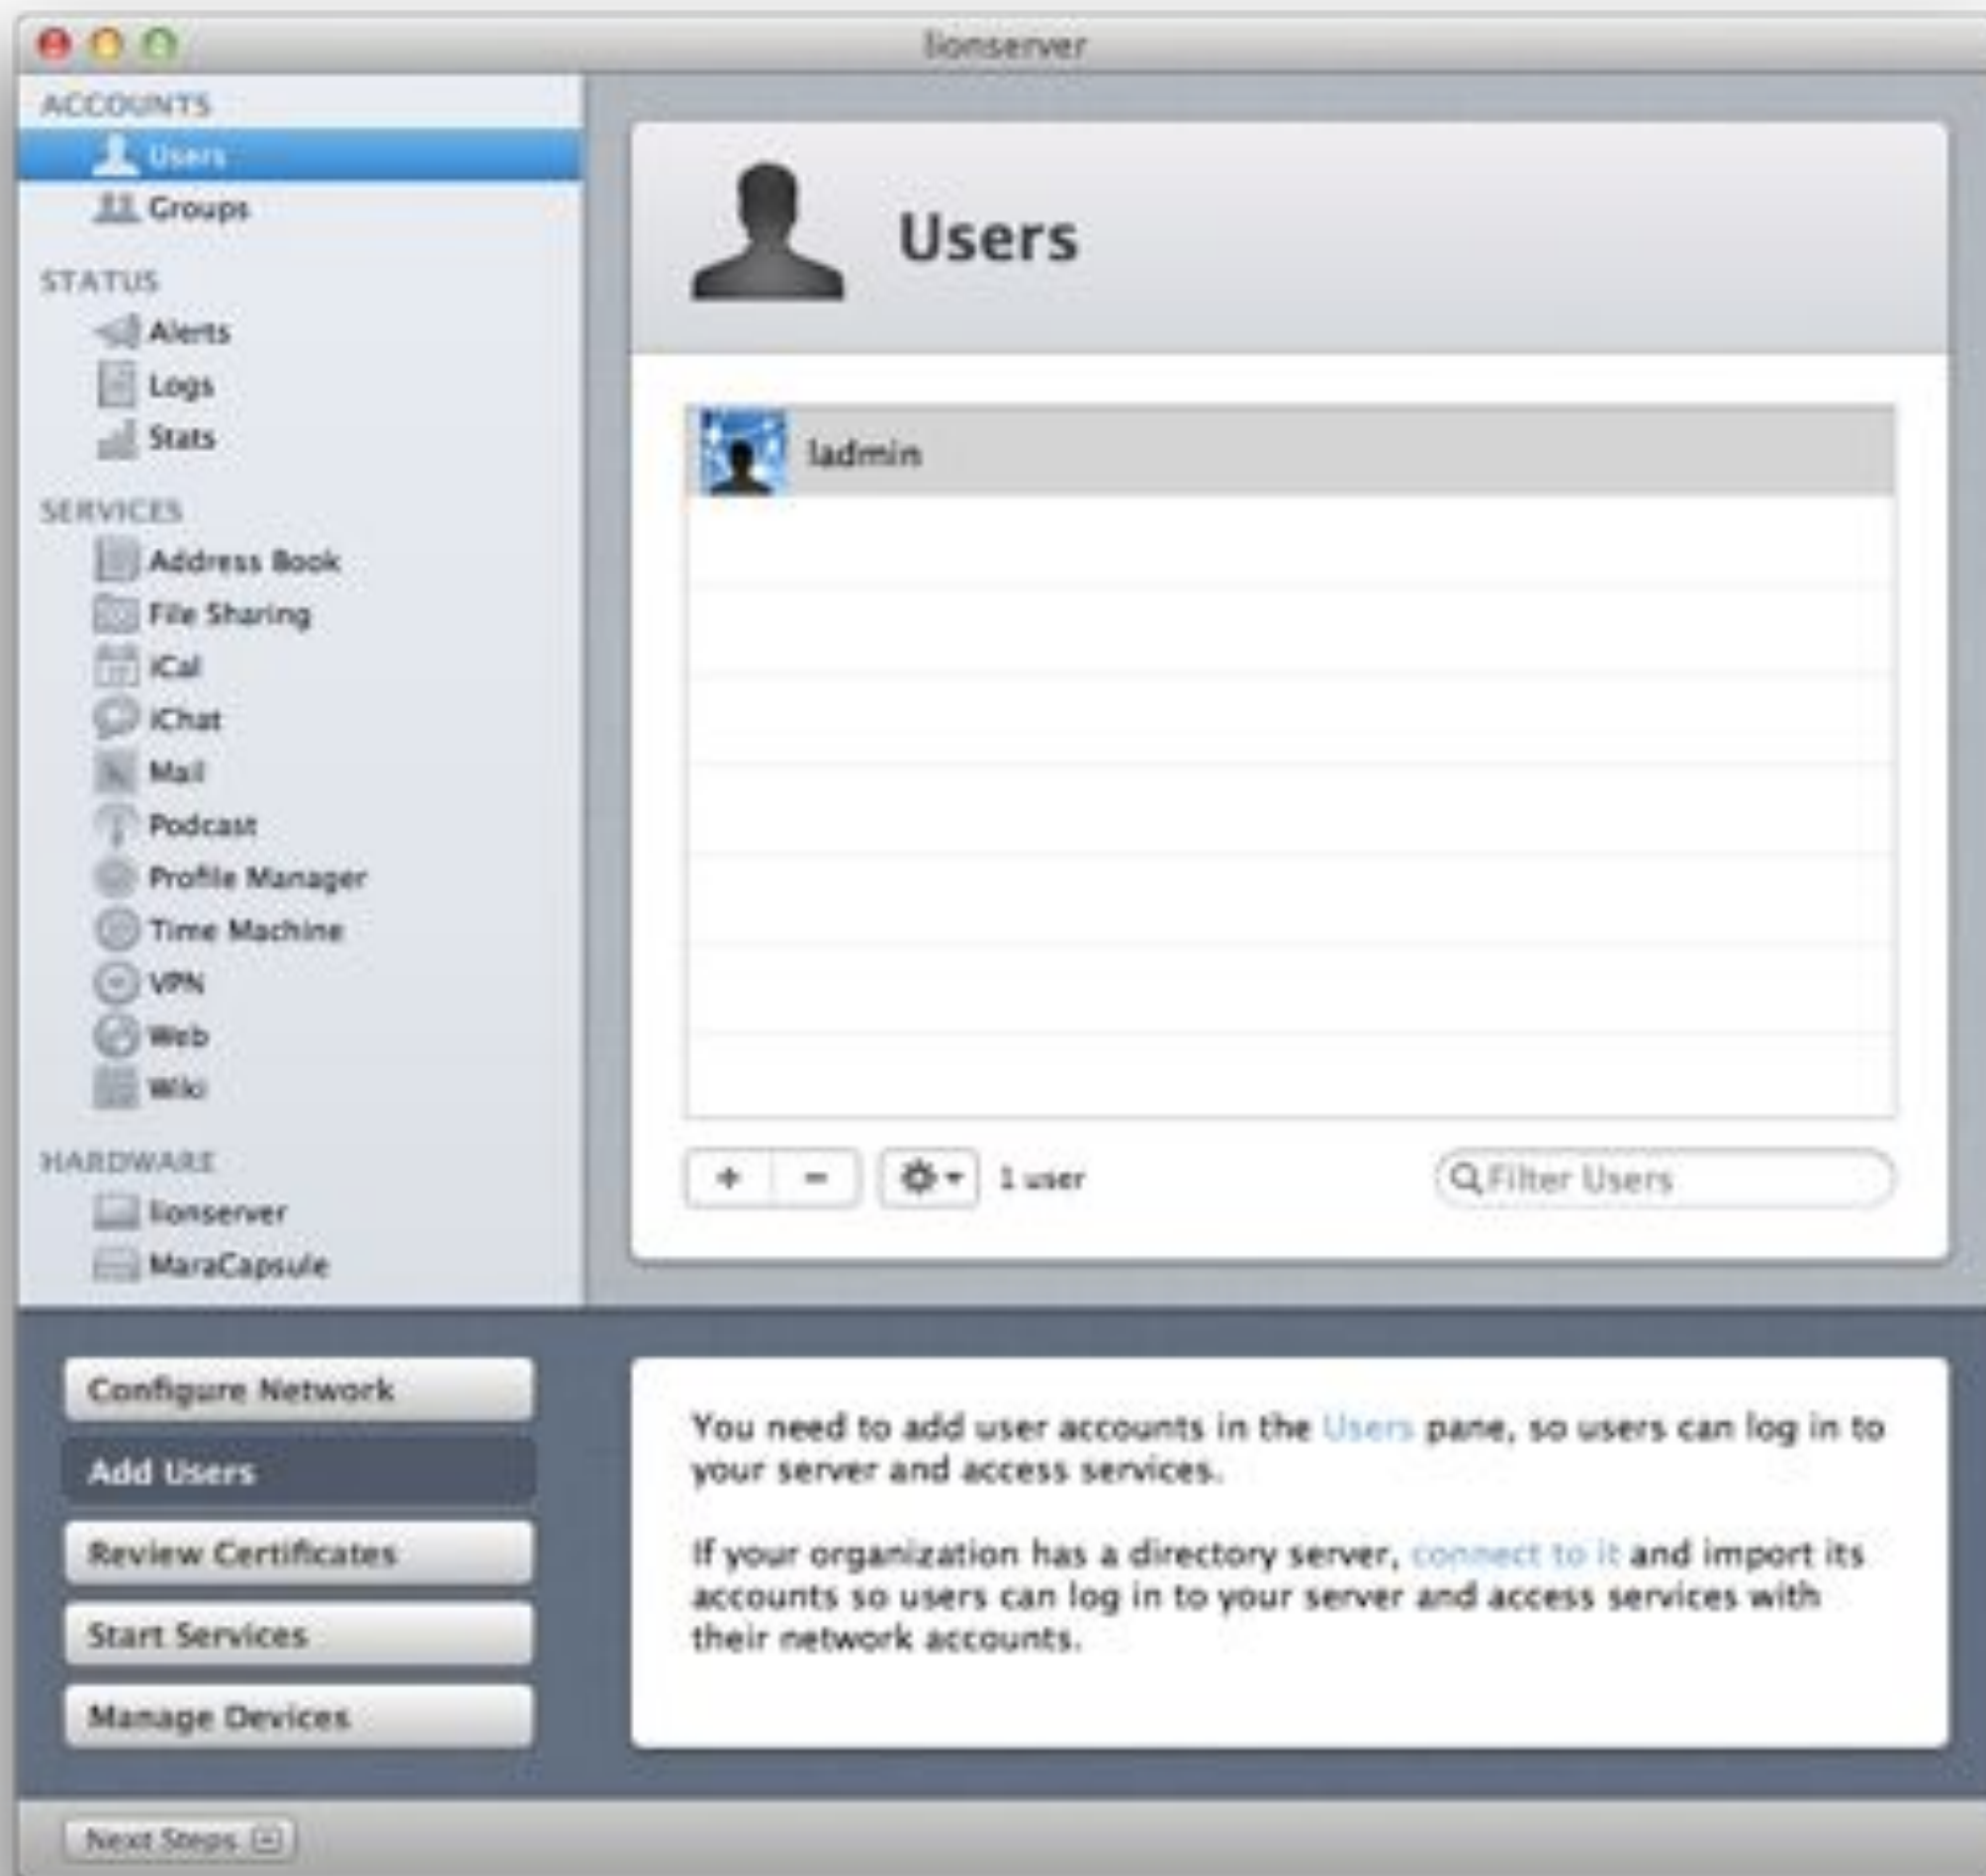 lionserver
ACCOUNTS
Users
Groups
STATUS
Alerts
Logs
Stats
SERVICES
Address Book
File Sharing
iCal
iChat
Mail
Podcast
Profile Manager
Time Machine
VPN
Web
Wiki
HARDWARE
lionserver
MaraCapsule
Users
ladmin
+ - 1 user
Filter Users
Configure Network
Add Users
Review Certificates
Start Services
Manage Devices
You need to add user accounts in the Users pane, so users can log in to
your server and access services.
If your organization has a directory server, connect to it and import its
accounts so users can log in to your server and access services with
their network accounts.
Next Steps